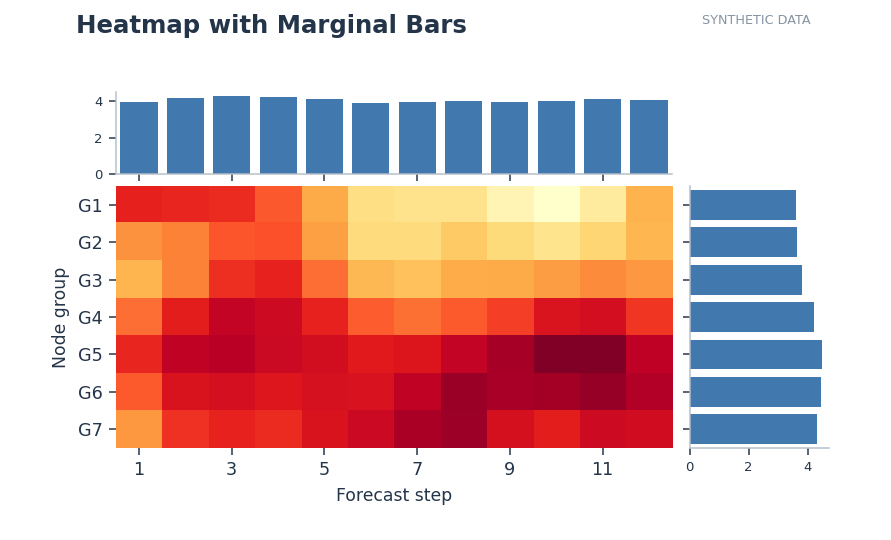 Heatmap with Marginal Bars
SYNTHETIC DATA
4
2
0
G1
G2
G3
G4
G5
G6
G7
Node group
1 3 5 7 9 11
Forecast step
0 2 4